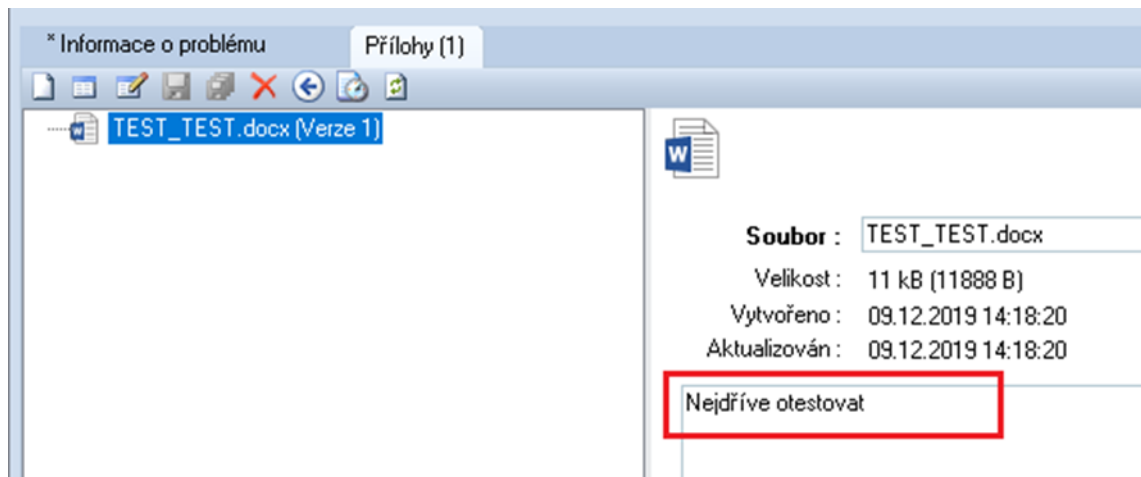 * Informace o problému
Přílohy (1)
TEST_TEST.docx (Verze 1)
W
Soubor : TEST_TEST.docx
Velikost : 11 kB (11888 B)
Vytvořeno : 09.12.2019 14:18:20
Aktualizován : 09.12.2019 14:18:20
Nejdříve otestovat